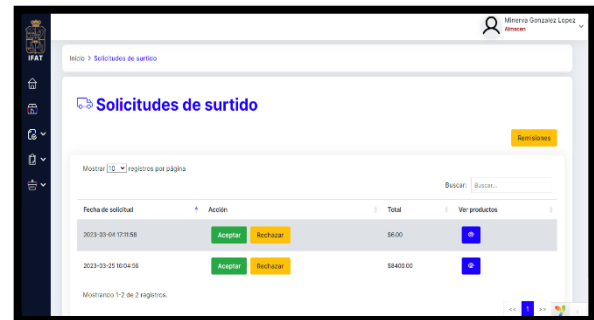 Minerva Gonzalez Lopez
Almacen
IFAT
Inicio > Solicitudes de surtido
Solicitudes de surtido
Remisiones
Mostrar 10 registros por página
Buscar: Buscar...
Fecha de solicitud Acción Total Ver productos
2023-03-04 17:11:58 Aceptar Rechazar $6.00
2023-03-25 16:04:56 Aceptar Rechazar $8400.00
Mostrando 1-2 de 2 registros.
<< 1 >>